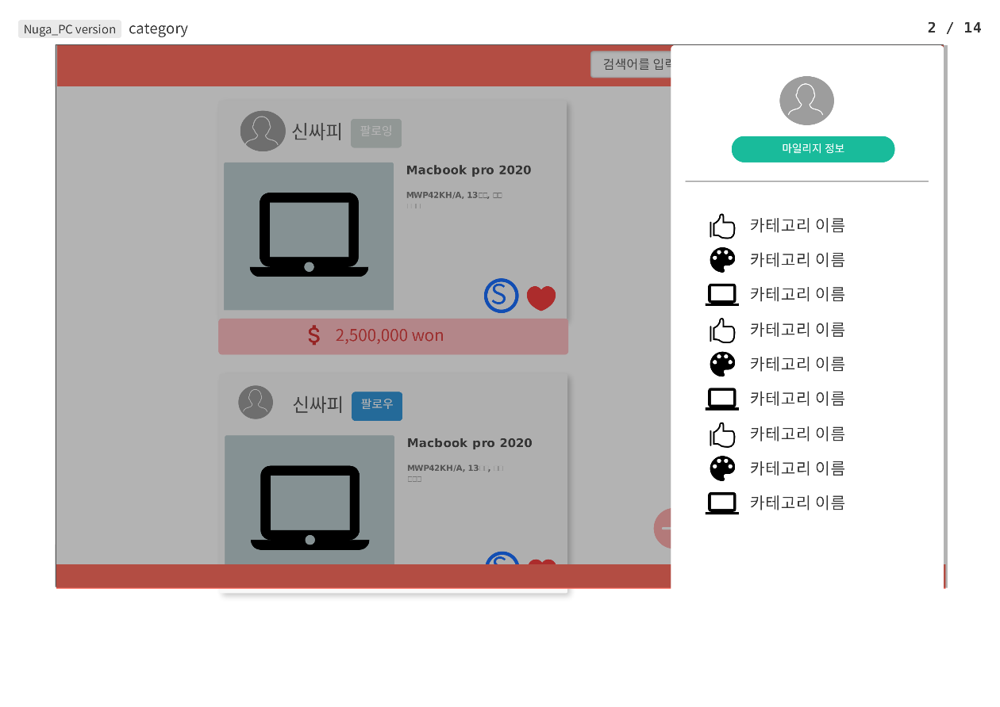 Nuga_PC version category
2 / 14
검색어를 입력
신싸피 팔로잉
Macbook pro 2020
MWP42KH/A, 13□□, □□
□□□
S
$ 2,500,000 won
신싸피 팔로우
Macbook pro 2020
MWP42KH/A, 13□□, □□
□□□
S
마일리지 정보
카테고리 이름
카테고리 이름
카테고리 이름
카테고리 이름
카테고리 이름
카테고리 이름
카테고리 이름
카테고리 이름
카테고리 이름